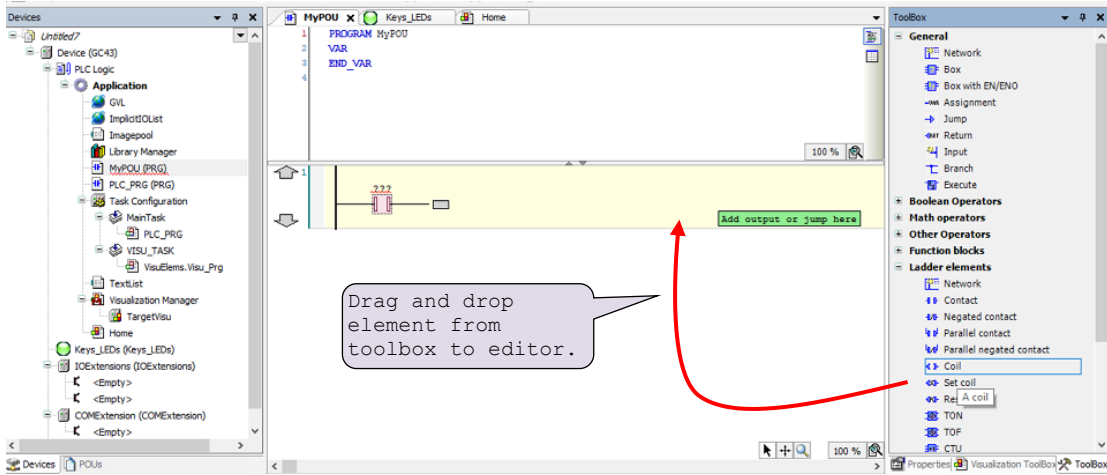 Devices
Untitled7
Device (GC43)
PLC Logic
Application
GVL
ImplicitIOList
Imagepool
Library Manager
MyPOU (PRG)
PLC_PRG (PRG)
Task Configuration
MainTask
PLC_PRG
VISU_TASK
VisuElems.Visu_Prg
TextList
Visualization Manager
TargetVisu
Home
Keys_LEDs (Keys_LEDs)
IOExtensions (IOExtensions)
<Empty>
<Empty>
COMExtension (COMExtension)
<Empty>
Devices POUs
MyPOU Keys_LEDs Home
1 PROGRAM MyPOU
2 VAR
3 END_VAR
4
100 %
1
???
Add output or jump here
Drag and drop
element from
toolbox to editor.
100 %
ToolBox
General
Network
Box
Box with EN/ENO
Assignment
Jump
Return
Input
Branch
Execute
Boolean Operators
Math operators
Other Operators
Function blocks
Ladder elements
Network
Contact
Negated contact
Parallel contact
Parallel negated contact
Coil
Set coil
Re
A coil
TON
TOF
CTU
Properties Visualization ToolBox ToolBox